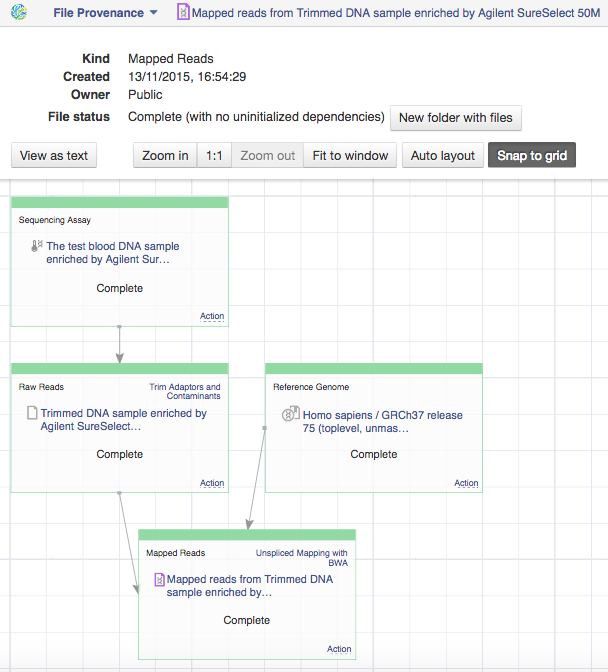 File Provenance Mapped reads from Trimmed DNA sample enriched by Agilent SureSelect 50M
Kind Mapped Reads
Created 13/11/2015, 16:54:29
Owner Public
File status Complete (with no uninitialized dependencies) New folder with files
View as text Zoom in 1:1 Zoom out Fit to window Auto layout Snap to grid
Sequencing Assay
The test blood DNA sample
enriched by Agilent Sur…
Complete
Action
Raw Reads Trim Adaptors and
Contaminants
Trimmed DNA sample enriched by
Agilent SureSelect…
Complete
Action
Reference Genome
Homo sapiens / GRCh37 release
75 (toplevel, unmas…
Complete
Action
Mapped Reads Unspliced Mapping with
BWA
Mapped reads from Trimmed DNA
sample enriched by…
Complete
Action